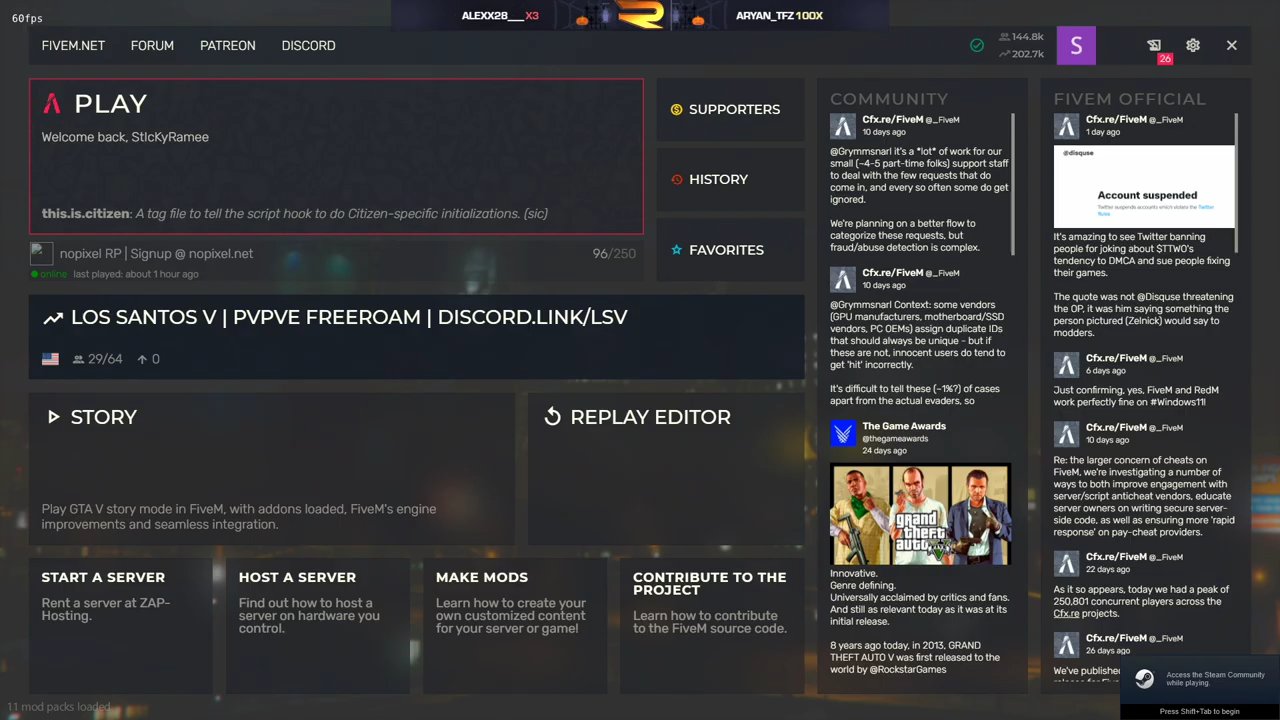 60fps
ALEXX28___X3
ARYAN_TFZ 100X
FIVEM.NET
FORUM
PATREON
DISCORD
144.8k
202.7k
S
26
PLAY
Welcome back, StIcKyRamee
this.is.citizen: A tag file to tell the script hook to do Citizen-specific initializations. (sic)
nopixel RP | Signup @ nopixel.net
96/250
online
last played: about 1 hour ago
SUPPORTERS
HISTORY
FAVORITES
LOS SANTOS V | PVPVE FREEROAM | DISCORD.LINK/LSV
29/64
0
STORY
Play GTA V story mode in FiveM, with addons loaded, FiveM's engine
improvements and seamless integration.
REPLAY EDITOR
START A SERVER
Rent a server at ZAP-
Hosting.
HOST A SERVER
Find out how to host a
server on hardware you
control.
MAKE MODS
Learn how to create your
own customized content
for your server or game!
CONTRIBUTE TO THE
PROJECT
Learn how to contribute
to the FiveM source code.
11 mod packs loaded
COMMUNITY
Cfx.re/FiveM @_FiveM
10 days ago
@Grymmsnarl it's a *lot* of work for our
small (~4-5 part-time folks) support staff
to deal with the few requests that do
come in, and every so often some do get
ignored.
We're planning on a better flow to
categorize these requests, but
fraud/abuse detection is complex.
Cfx.re/FiveM @_FiveM
10 days ago
@Grymmsnarl Context: some vendors
(GPU manufacturers, motherboard/SSD
vendors, PC OEMs) assign duplicate IDs
that should always be unique - but if
these are not, innocent users do tend to
get 'hit' incorrectly.
It's difficult to tell these (~1%?) of cases
apart from the actual evaders, so
The Game Awards
@thegameawards
24 days ago
grand
theft
auto
V
Innovative.
Genre defining.
Universally acclaimed by critics and fans.
And still as relevant today as it was at its
initial release.
8 years ago today, in 2013, GRAND
THEFT AUTO V was first released to the
world by @RockstarGames
FIVEM OFFICIAL
Cfx.re/FiveM @_FiveM
1 day ago
@disquse
Account suspended
Twitter suspends accounts which violate the Twitter
Rules
It's amazing to see Twitter banning
people for joking about $TTWO's
tendency to DMCA and sue people fixing
their games.
The quote was not @Disquse threatening
the OP, it was him saying something the
person pictured (Zelnick) would say to
modders.
Cfx.re/FiveM @_FiveM
6 days ago
Just confirming, yes, FiveM and RedM
work perfectly fine on #Windows11!
Cfx.re/FiveM @_FiveM
10 days ago
Re: the larger concern of cheats on
FiveM, we're investigating a number of
ways to both improve engagement with
server/script anticheat vendors, educate
server owners on writing secure server-
side code, as well as ensuring more 'rapid
response' on pay-cheat providers.
Cfx.re/FiveM @_FiveM
22 days ago
As it so appears, today we had a peak of
250,801 concurrent players across the
Cfx.re projects.
Cfx.re/FiveM @_FiveM
26 days ago
We've published
Access the Steam Community
while playing.
Press Shift+Tab to begin